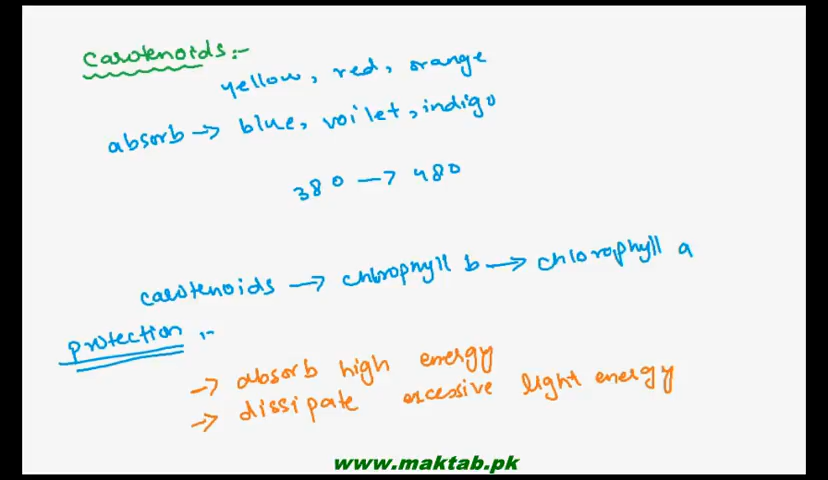 Carotenoids:-
yellow, red, orange
absorb → blue, voilet, indigo
380 → 480
carotenoids → chlorophyll b → chlorophyll a
protection :-
→ absorb high energy
→ dissipate excessive light energy
www.maktab.pk